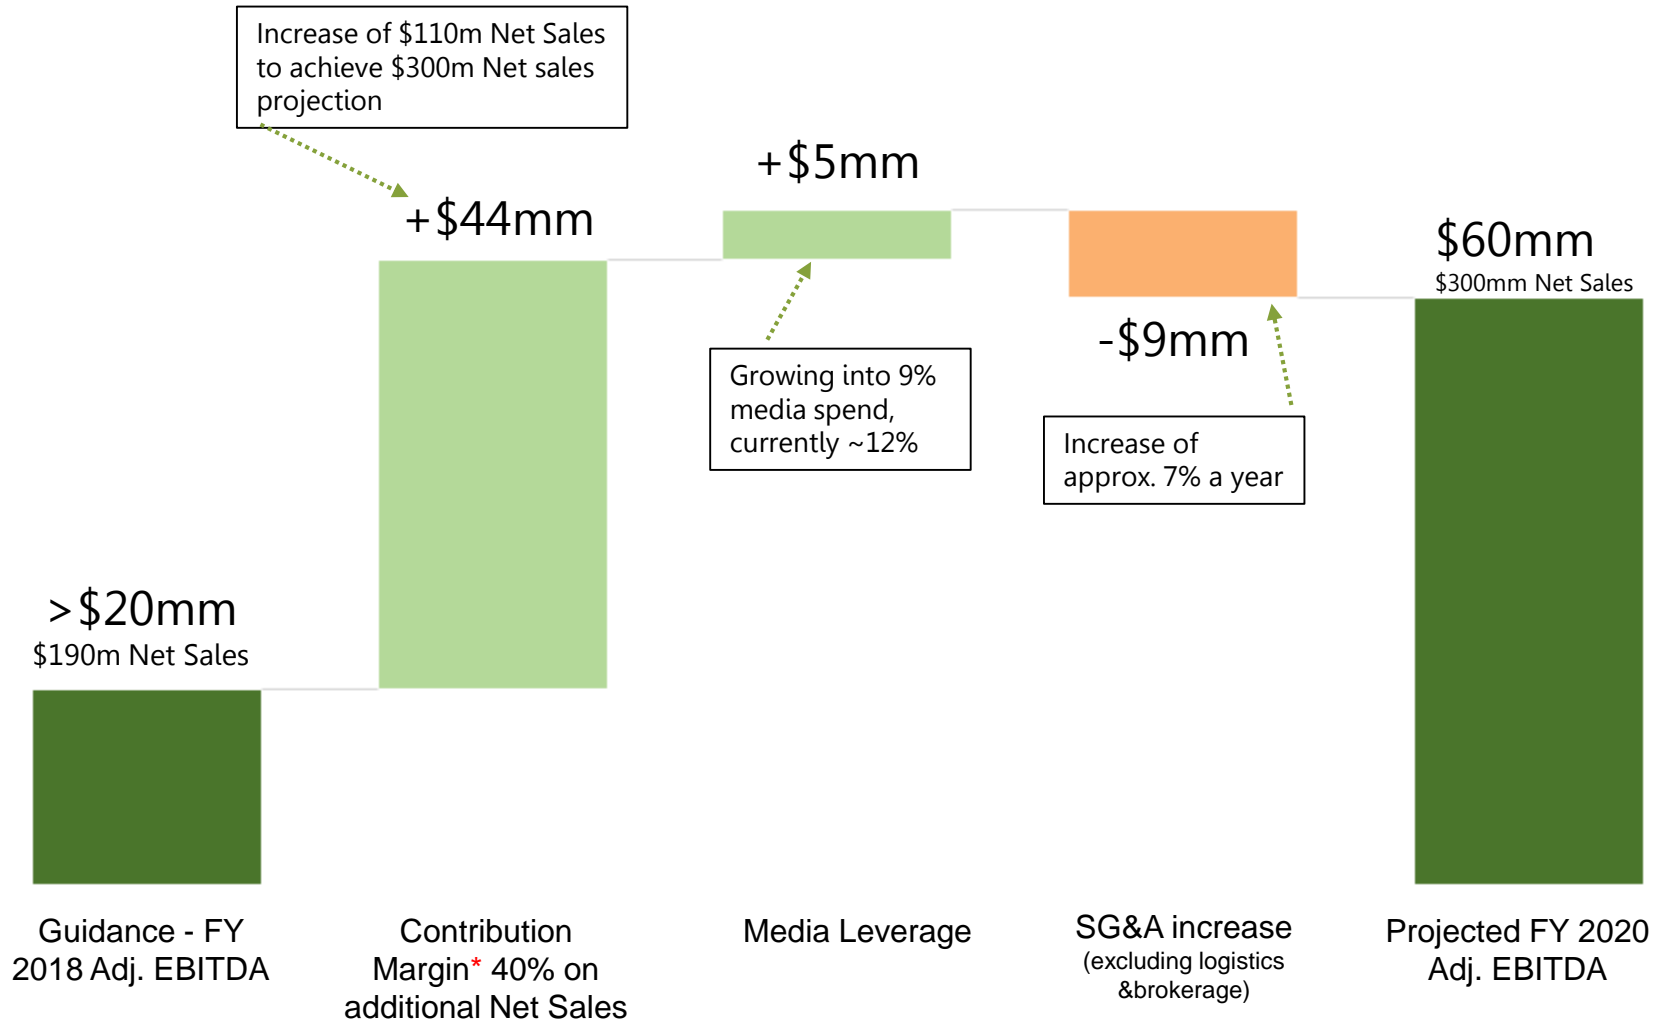 Increase of $110m Net Sales
to achieve $300m Net sales
projection
+$44mm
+$5mm
Growing into 9%
media spend,
currently ~12%
-$9mm
Increase of
approx. 7% a year
$60mm
$300mm Net Sales
>$20mm
$190m Net Sales
Guidance - FY
2018 Adj. EBITDA
Contribution
Margin* 40% on
additional Net Sales
Media Leverage
SG&A increase
(excluding logistics
&brokerage)
Projected FY 2020
Adj. EBITDA